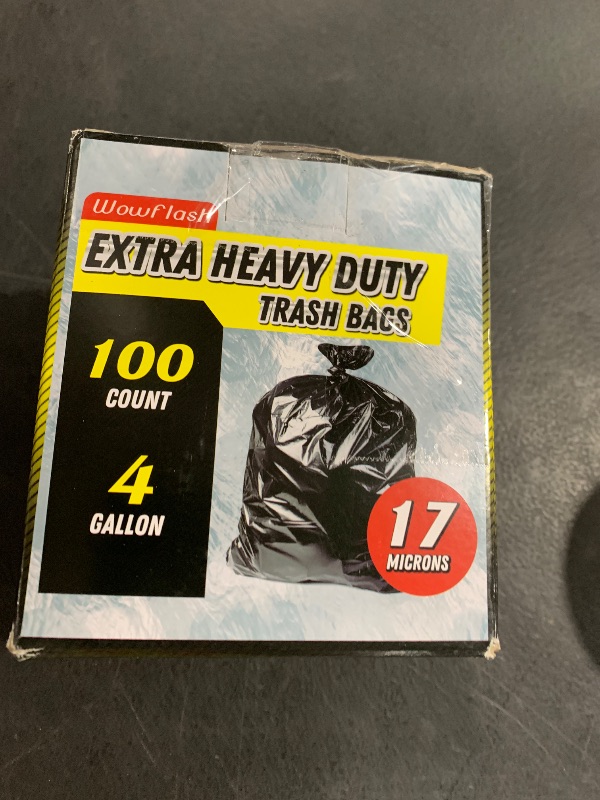 Wowflash
EXTRA HEAVY DUTY
TRASH BAGS
100
COUNT
4
GALLON
17
MICRONS